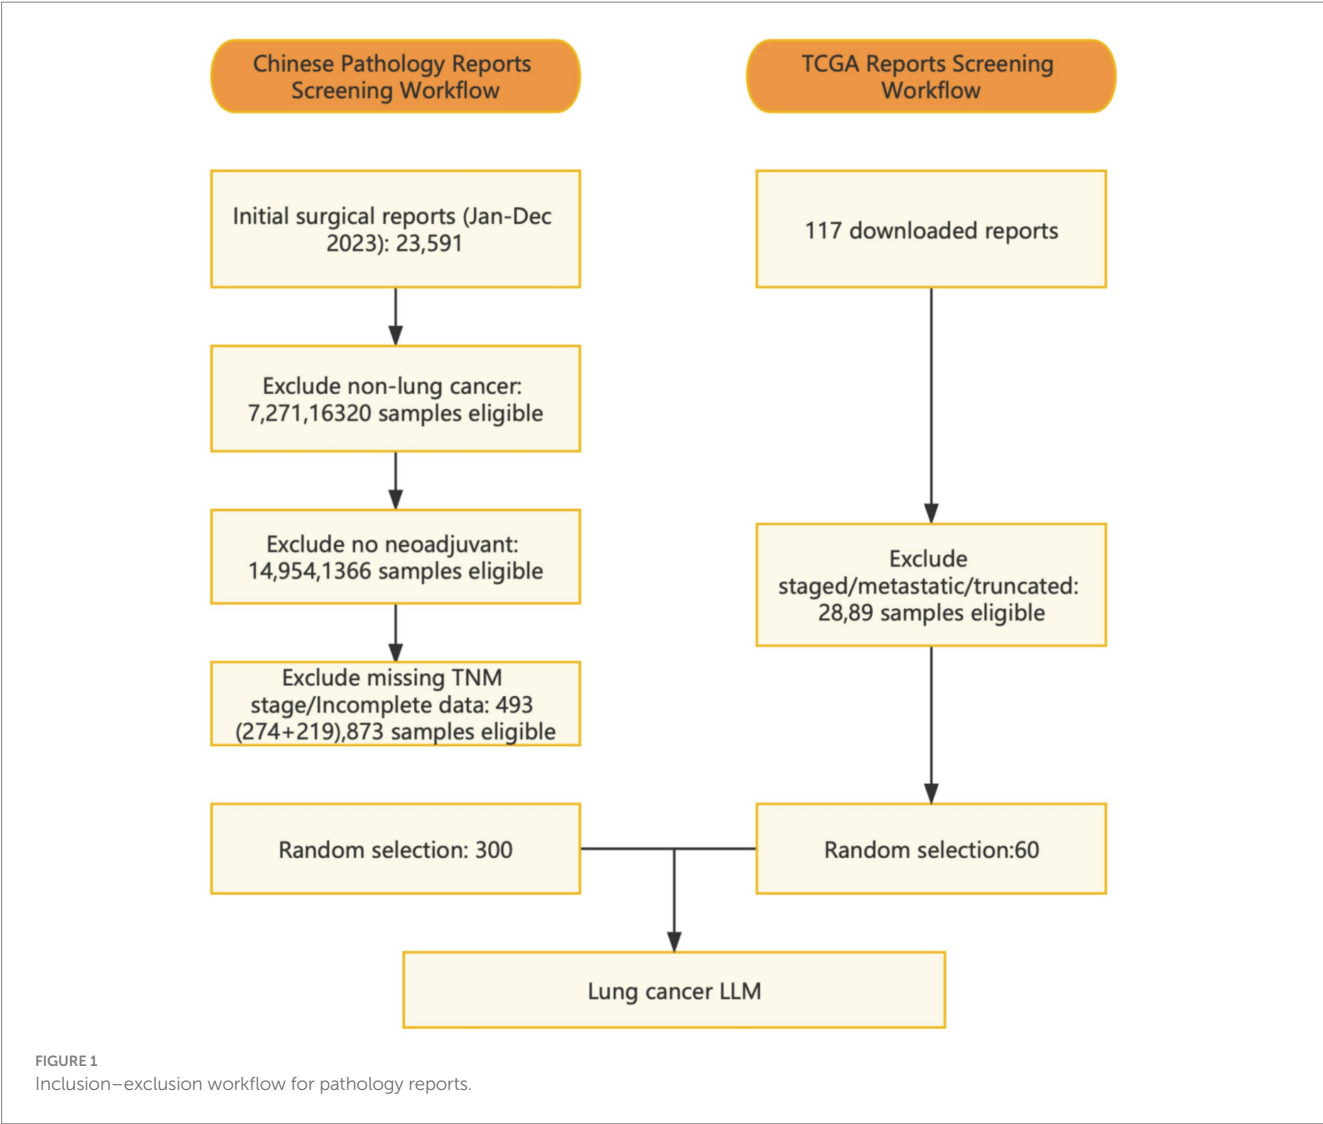 Chinese Pathology Reports
Screening Workflow
Initial surgical reports (Jan-Dec
2023): 23,591
Exclude non-lung cancer:
7,271,16320 samples eligible
Exclude no neoadjuvant:
14,954,1366 samples eligible
Exclude missing TNM
stage/Incomplete data: 493
(274+219),873 samples eligible
Random selection: 300
TCGA Reports Screening
Workflow
117 downloaded reports
Exclude
staged/metastatic/truncated:
28,89 samples eligible
Random selection:60
Lung cancer LLM
FIGURE 1
Inclusion–exclusion workflow for pathology reports.